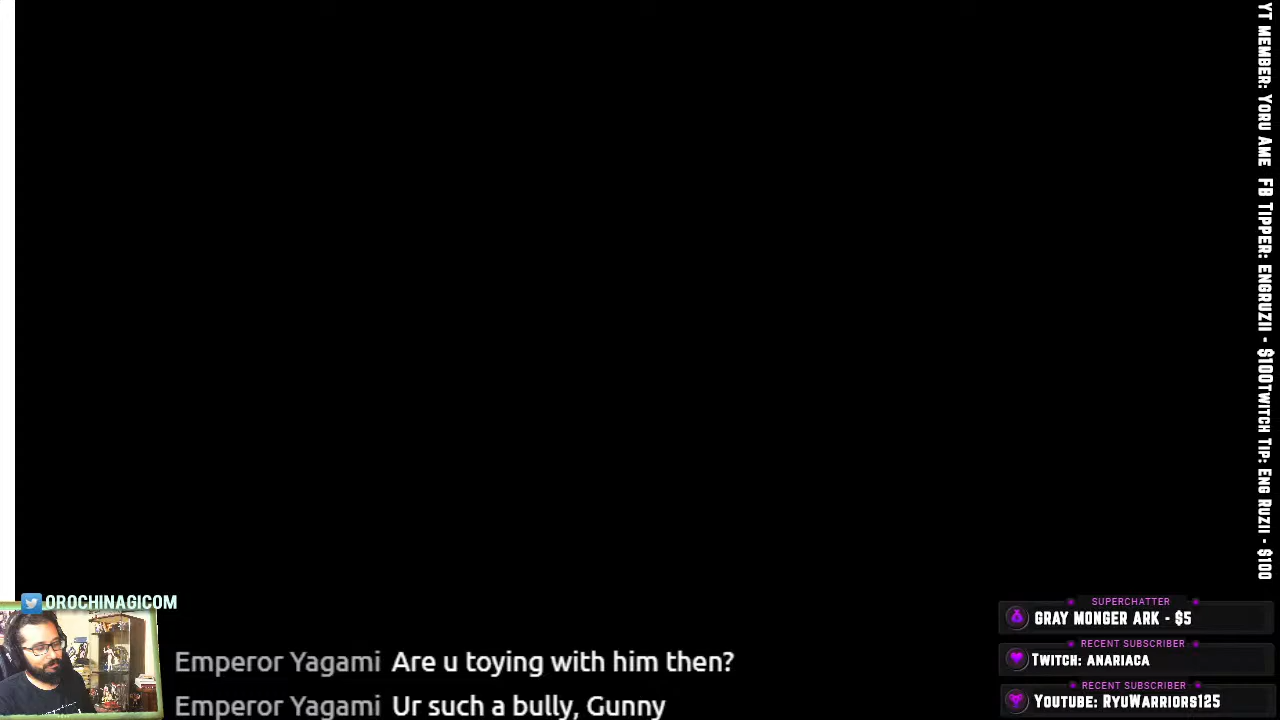 YT MEMBER: YORU AME FB TIPPER: ENGRUZII - $100TWITCH TIP: ENG RUZII - $100
OROCHINAGICOM
Emperor Yagami Are u toying with him then?
Emperor Yagami Ur such a bully, Gunny
SUPERCHATTER
GRAY MONGER ARK - $5
RECENT SUBSCRIBER
TWITCH: ANARIACA
RECENT SUBSCRIBER
YOUTUBE: RYUWARRIORS125